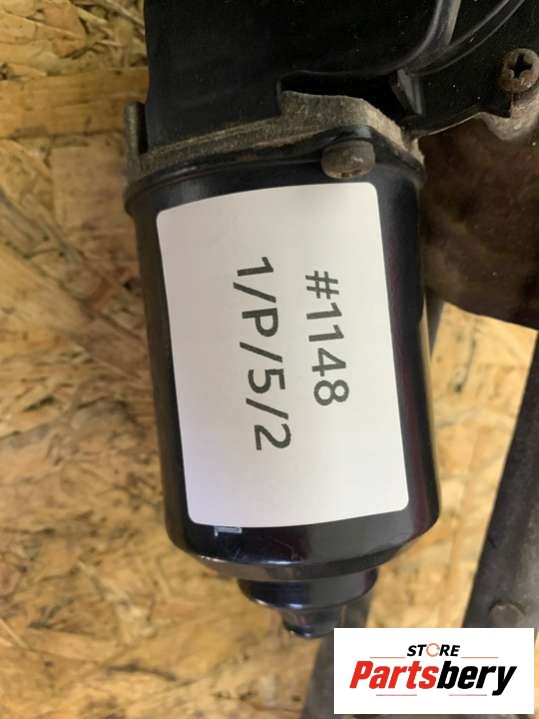 #1148
1/P/5/2
STORE
Partsbery